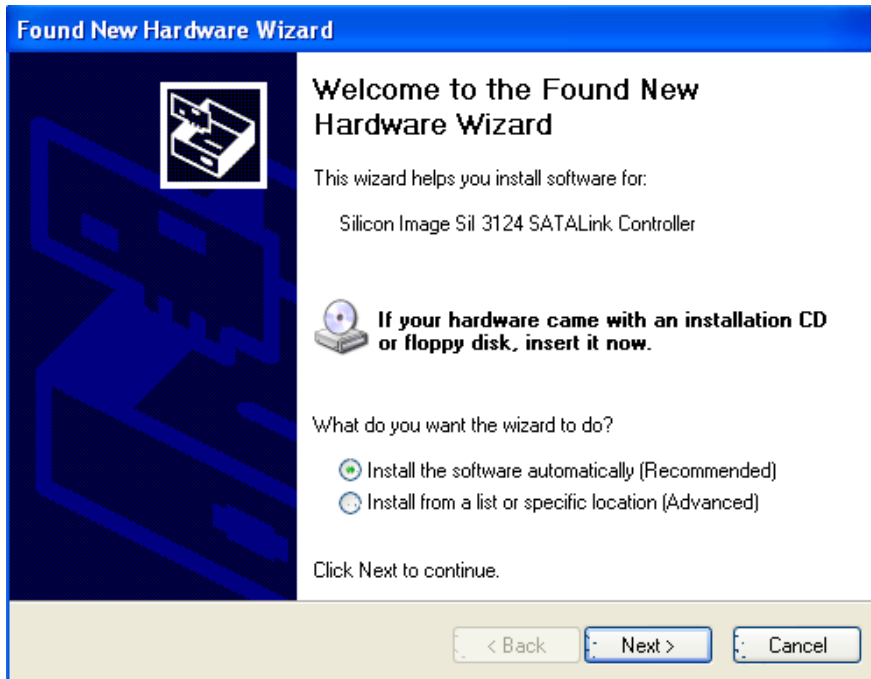 Found New Hardware Wizard
Welcome to the Found New
Hardware Wizard
This wizard helps you install software for:
Silicon Image SiI 3124 SATALink Controller
If your hardware came with an installation CD
or floppy disk, insert it now.
What do you want the wizard to do?
Install the software automatically (Recommended)
Install from a list or specific location (Advanced)
Click Next to continue.
< Back
Next >
Cancel